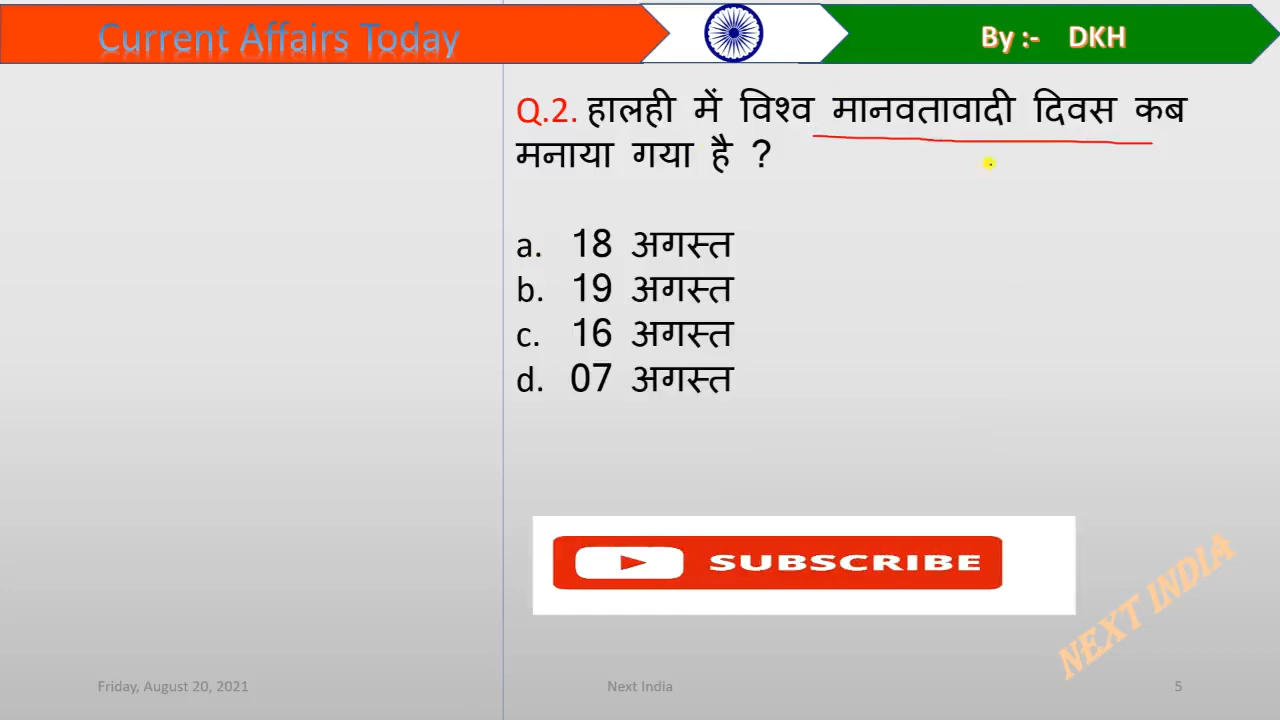 Current Affairs Today
By :- DKH
Q.2. हालही में विश्व मानवतावादी दिवस कब
मनाया गया है ?
a. 18 अगस्त
b. 19 अगस्त
c. 16 अगस्त
d. 07 अगस्त
SUBSCRIBE
NEXT INDIA
Friday, August 20, 2021
Next India
5